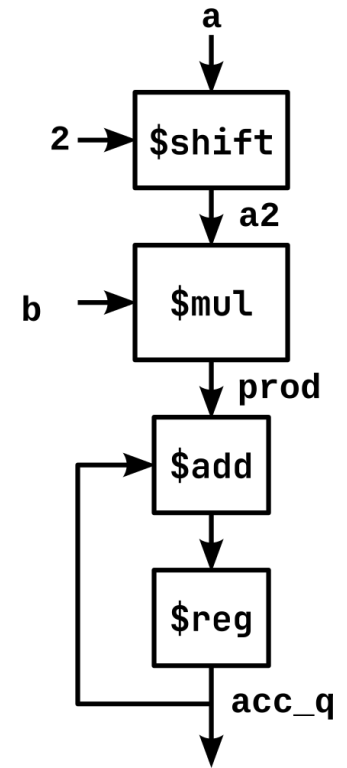 a
2
$shift
a2
b
$mul
prod
$add
$reg
acc_q